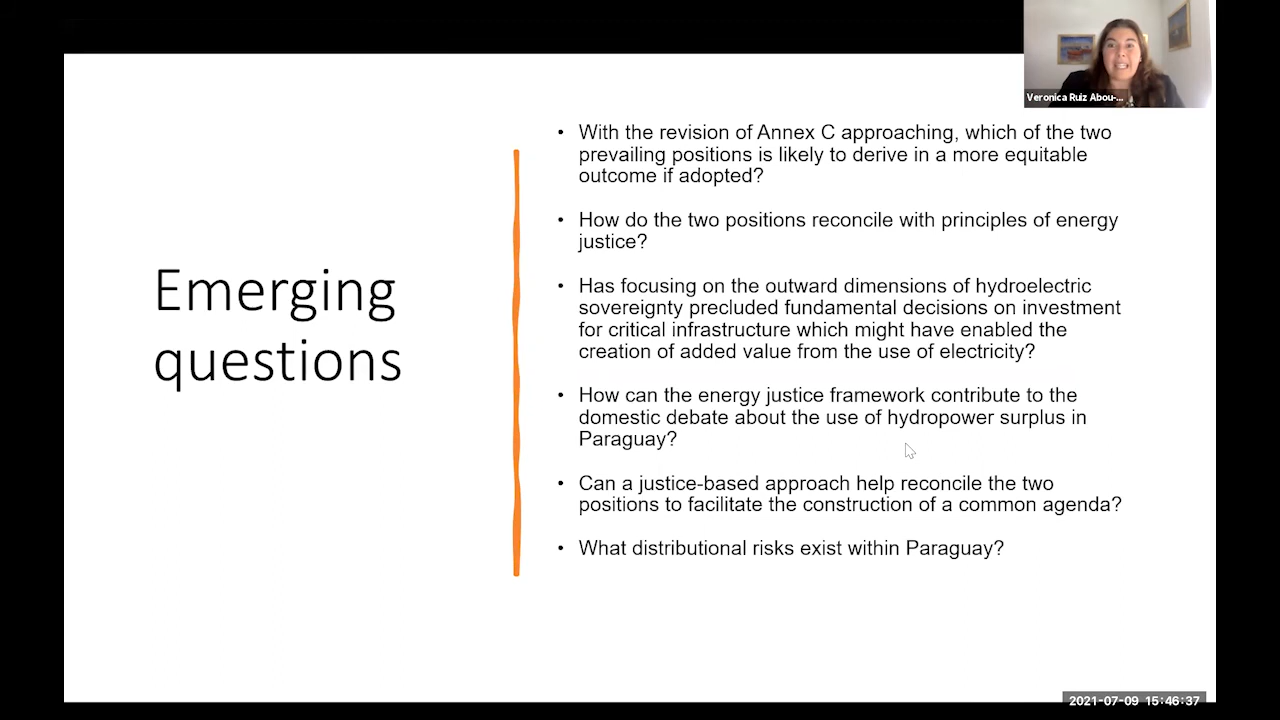 Veronica Ruiz Abou-...
Emerging
questions
• With the revision of Annex C approaching, which of the two
prevailing positions is likely to derive in a more equitable
outcome if adopted?
• How do the two positions reconcile with principles of energy
justice?
• Has focusing on the outward dimensions of hydroelectric
sovereignty precluded fundamental decisions on investment
for critical infrastructure which might have enabled the
creation of added value from the use of electricity?
• How can the energy justice framework contribute to the
domestic debate about the use of hydropower surplus in
Paraguay?
• Can a justice-based approach help reconcile the two
positions to facilitate the construction of a common agenda?
• What distributional risks exist within Paraguay?
2021-07-09 15:46:37